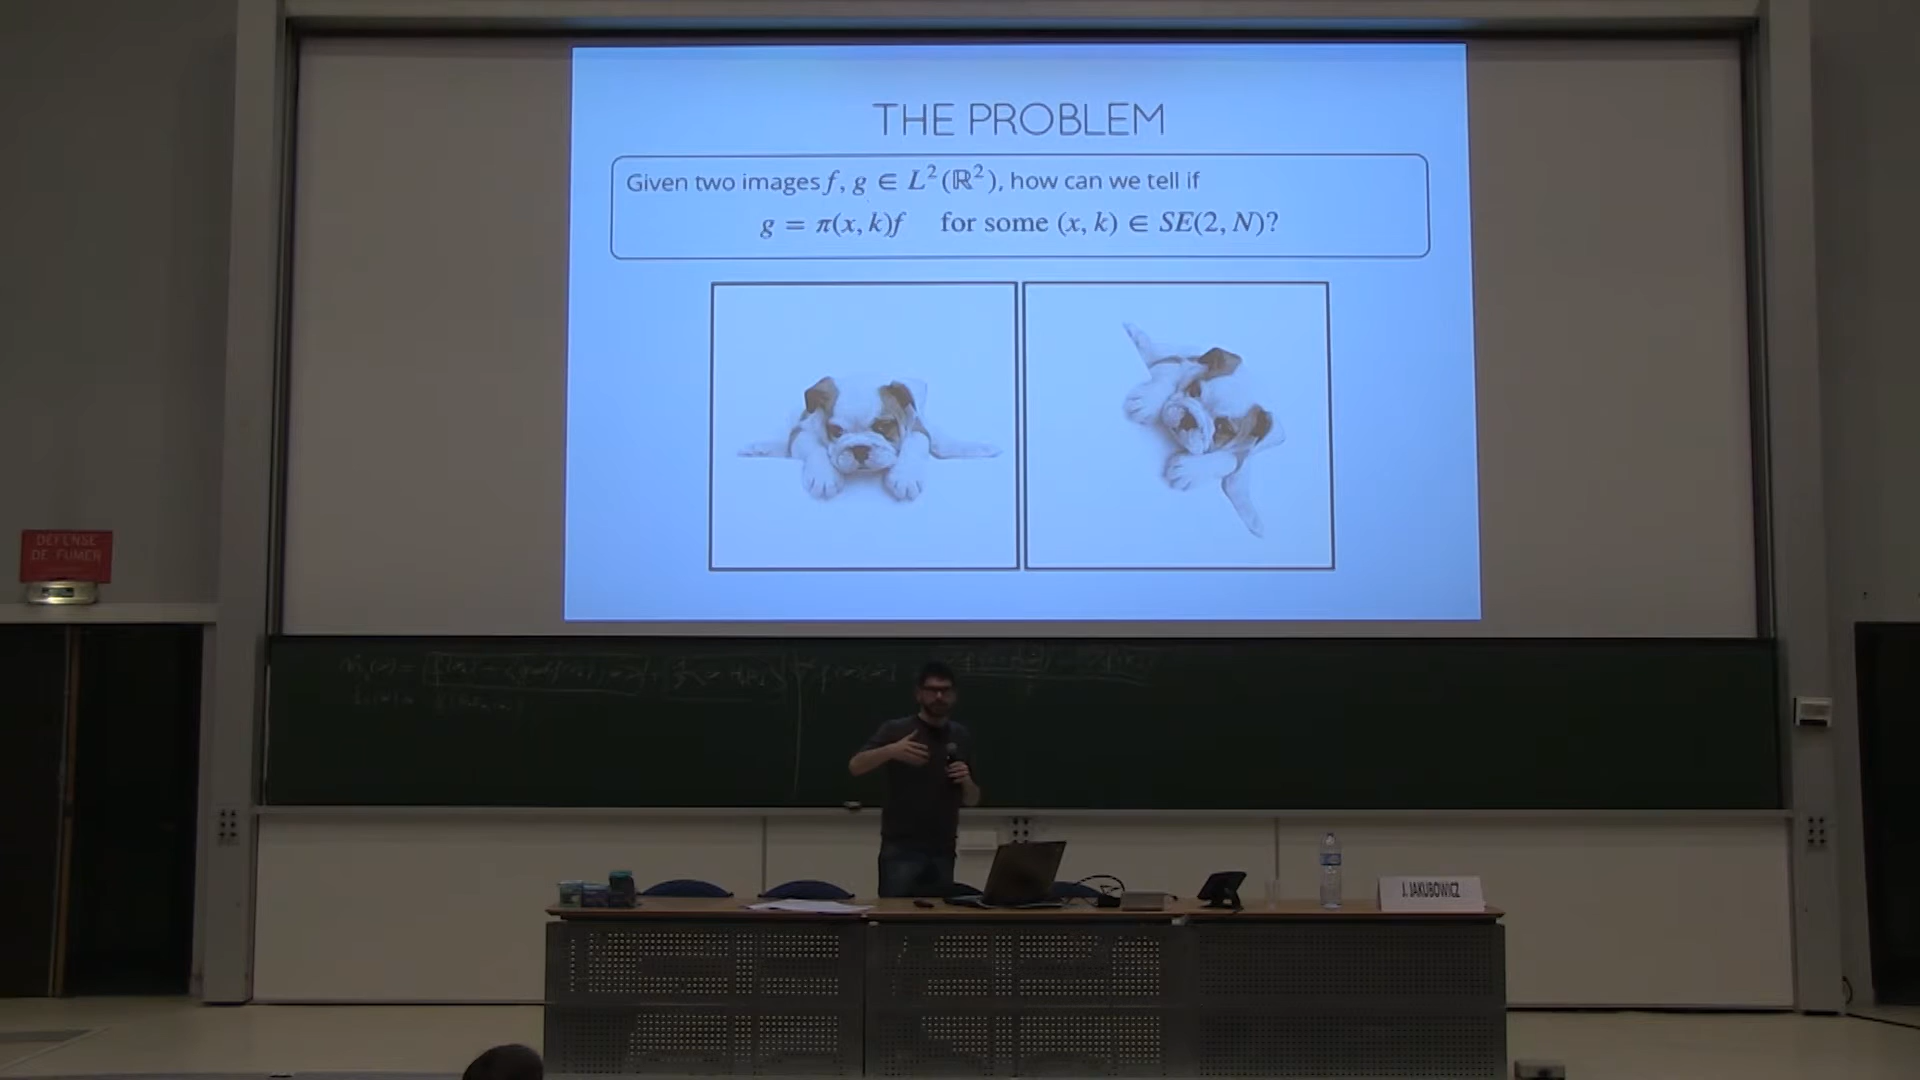 THE PROBLEM
Given two images f, g ∈ L²(ℝ²), how can we tell if
g = π(x, k)f for some (x, k) ∈ SE(2, N)?
DEFENSE
DE FUMER
J. JAKUBOWICZ